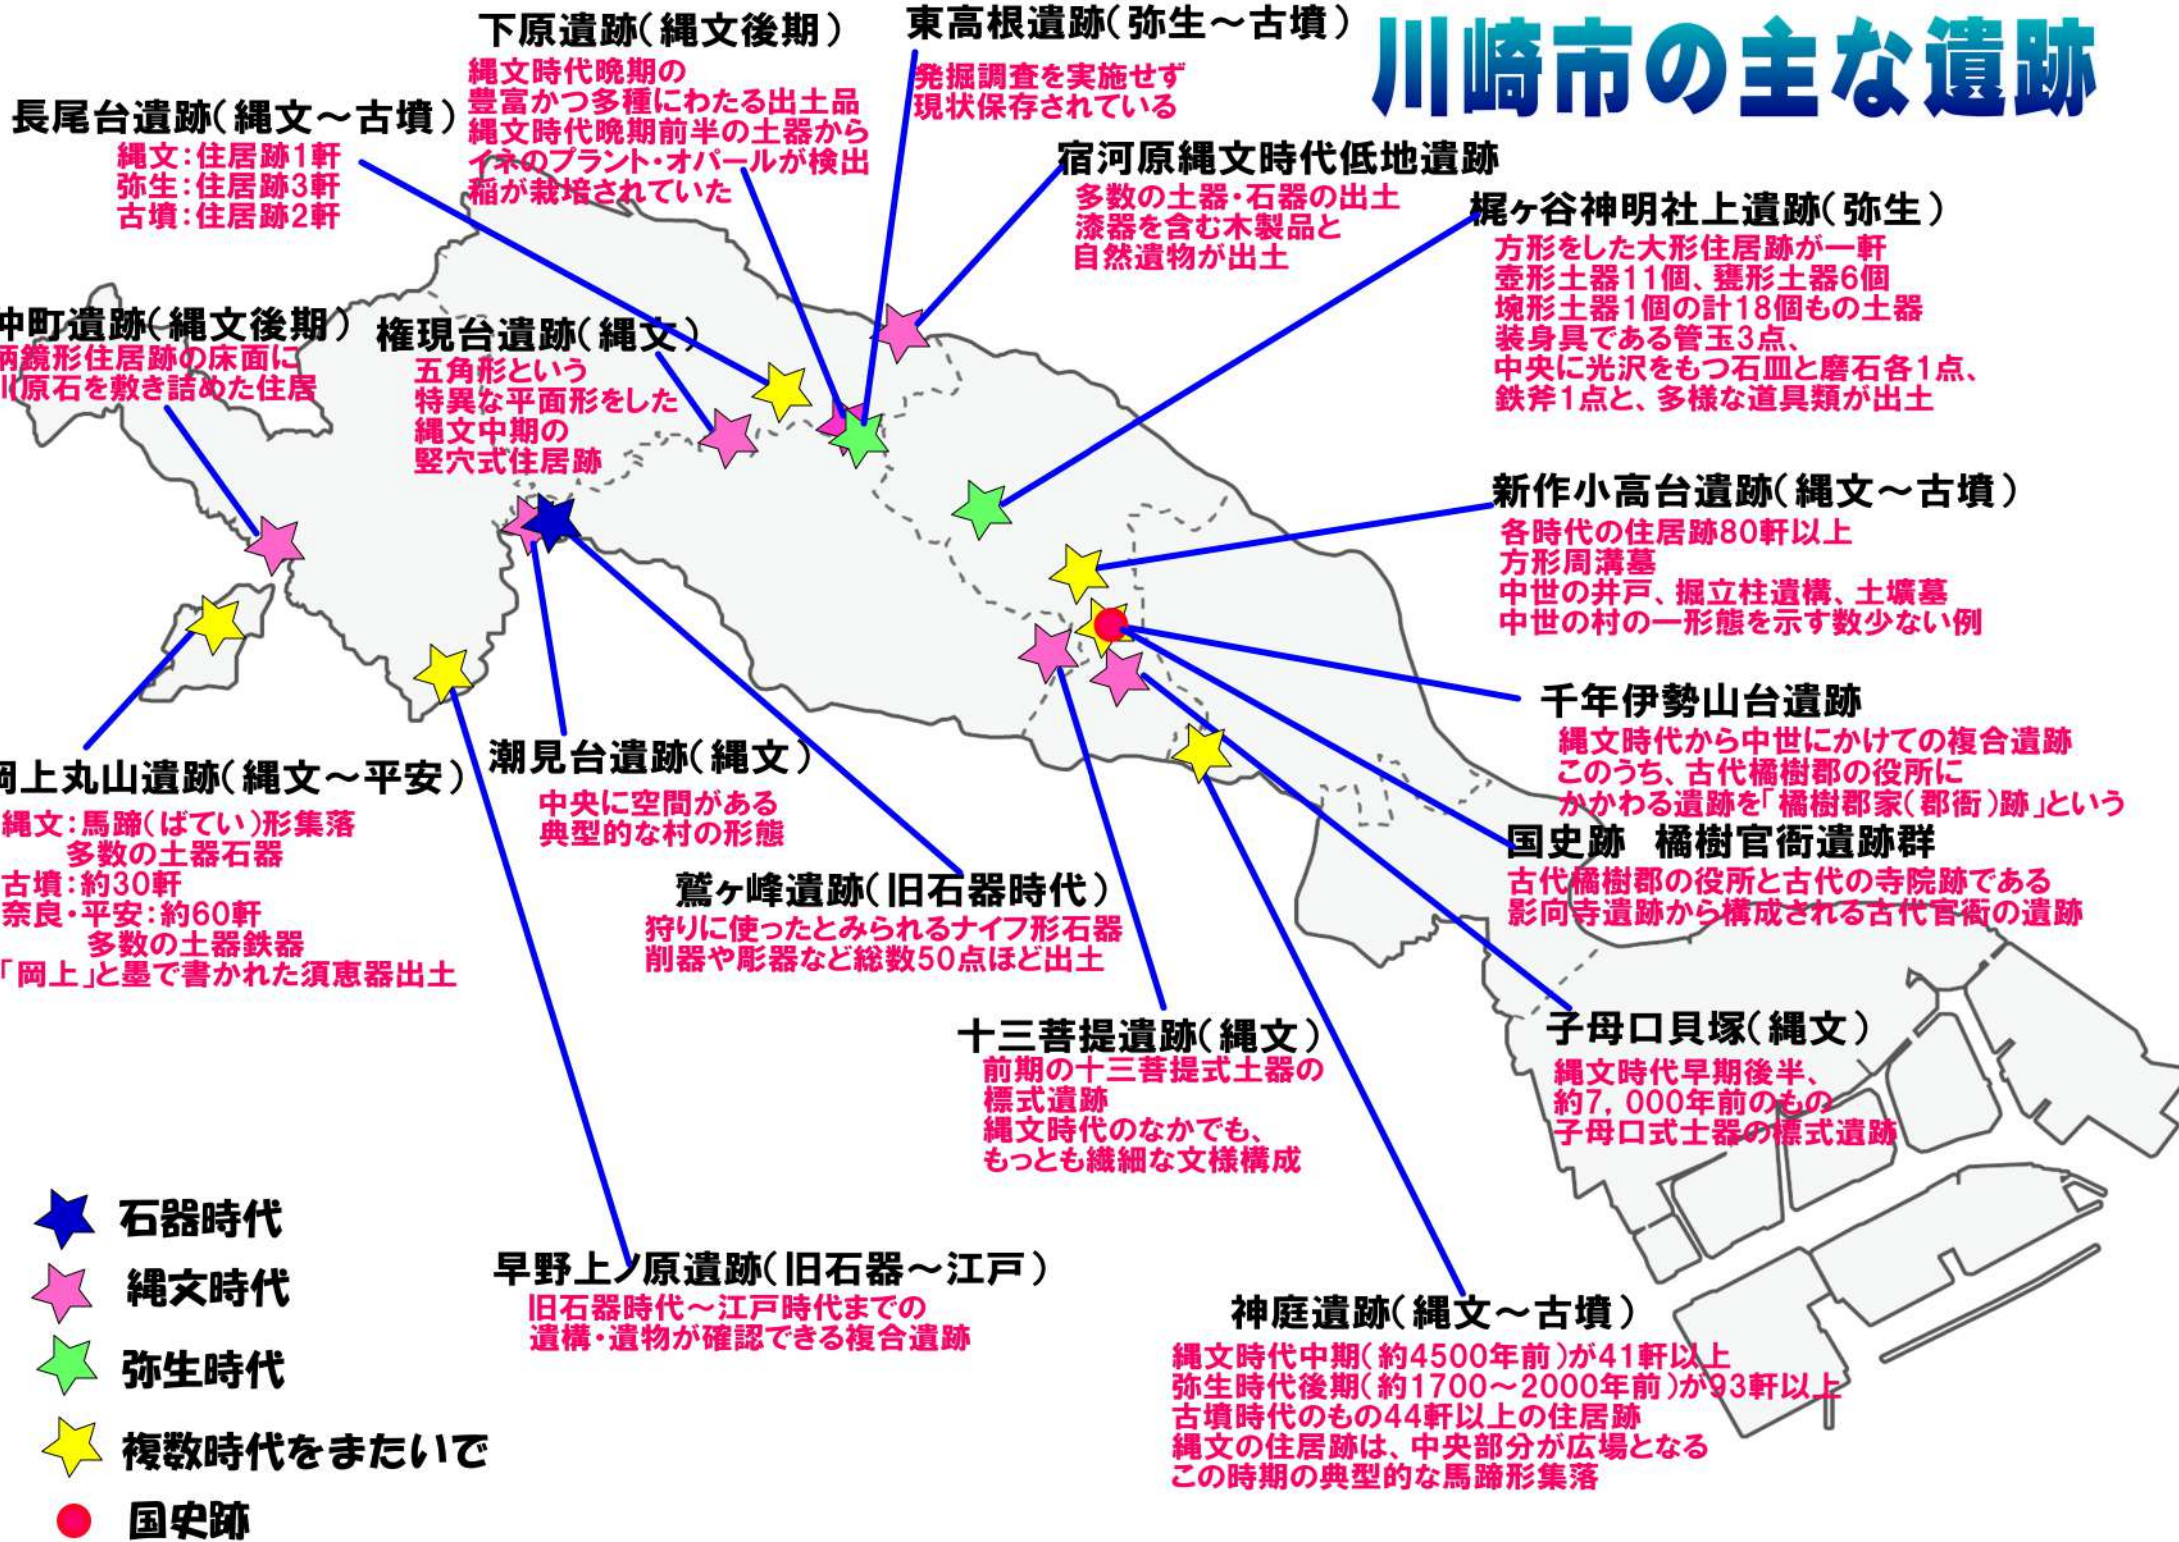 川崎市の主な遺跡
下原遺跡(縄文後期)
縄文時代晩期の
豊富かつ多種にわたる出土品
縄文時代晩期前半の土器から
イネのプラント・オパールが検出
稲が栽培されていた
東高根遺跡(弥生～古墳)
発掘調査を実施せず
現状保存されている
長尾台遺跡(縄文～古墳)
縄文:住居跡1軒
弥生:住居跡3軒
古墳:住居跡2軒
宿河原縄文時代低地遺跡
多数の土器・石器の出土
漆器を含む木製品と
自然遺物が出土
梶ヶ谷神明社上遺跡(弥生)
方形をした大形住居跡が一軒
壺形土器11個、甕形土器6個
塊形土器1個の計18個もの土器
装身具である管玉3点、
中央に光沢をもつ石皿と磨石各1点、
鉄斧1点と、多様な道具類が出土
仲町遺跡(縄文後期)
柄鏡形住居跡の床面に
川原石を敷き詰めた住居
権現台遺跡(縄文)
五角形という
特異な平面形をした
縄文中期の
竪穴式住居跡
新作小高台遺跡(縄文～古墳)
各時代の住居跡80軒以上
方形周溝墓
中世の井戸、掘立柱遺構、土壙墓
中世の村の一形態を示す数少ない例
千年伊勢山台遺跡
縄文時代から中世にかけての複合遺跡
このうち、古代橘樹郡の役所に
かかわる遺跡を「橘樹郡家(郡衙)跡」という
国史跡 橘樹官衙遺跡群
古代橘樹郡の役所と古代の寺院跡である
影向寺遺跡から構成される古代官衙の遺跡
岡上丸山遺跡(縄文～平安)
縄文:馬蹄(ばてい)形集落
多数の土器石器
古墳:約30軒
奈良・平安:約60軒
多数の土器鉄器
「岡上」と墨で書かれた須恵器出土
潮見台遺跡(縄文)
中央に空間がある
典型的な村の形態
鷲ヶ峰遺跡(旧石器時代)
狩りに使ったとみられるナイフ形石器
削器や彫器など総数50点ほど出土
十三菩提遺跡(縄文)
前期の十三菩提式土器の
標式遺跡
縄文時代のなかでも、
もっとも繊細な文様構成
子母口貝塚(縄文)
縄文時代早期後半、
約7,000年前のもの
子母口式士器の標式遺跡
早野上ノ原遺跡(旧石器～江戸)
旧石器時代～江戸時代までの
遺構・遺物が確認できる複合遺跡
神庭遺跡(縄文～古墳)
縄文時代中期(約4500年前)が41軒以上
弥生時代後期(約1700～2000年前)が93軒以上
古墳時代のもの44軒以上の住居跡
縄文の住居跡は、中央部分が広場となる
この時期の典型的な馬蹄形集落
石器時代
縄文時代
弥生時代
複数時代をまたいで
国史跡